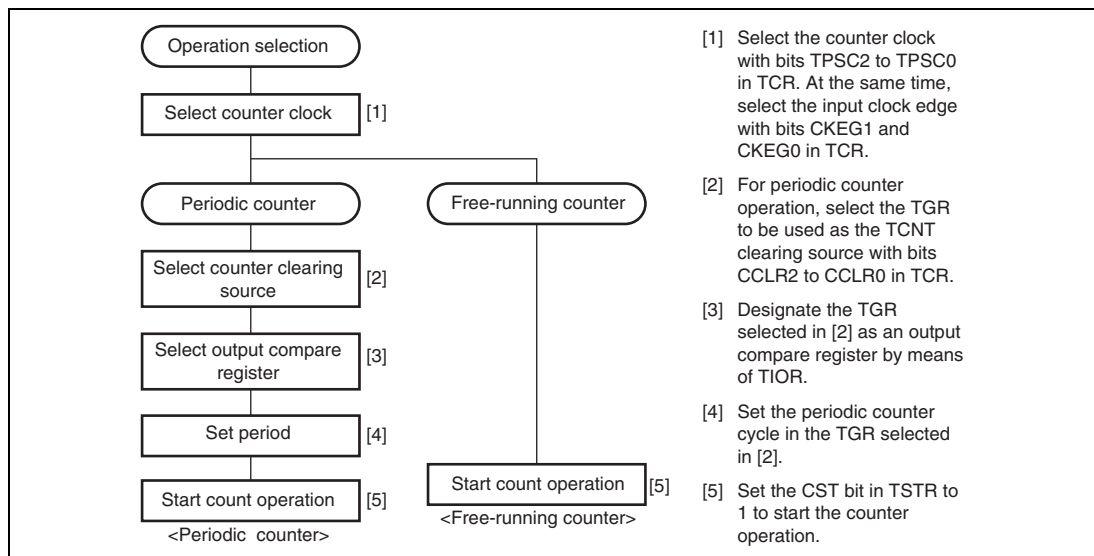 Operation selection
Select counter clock
[1]
Periodic counter
Free-running counter
Select counter clearing
source
[2]
Select output compare
register
[3]
Set period
[4]
Start count operation
[5]
<Periodic counter>
Start count operation
[5]
<Free-running counter>
[1] Select the counter clock
with bits TPSC2 to TPSC0
in TCR. At the same time,
select the input clock edge
with bits CKEG1 and
CKEG0 in TCR.
[2] For periodic counter
operation, select the TGR
to be used as the TCNT
clearing source with bits
CCLR2 to CCLR0 in TCR.
[3] Designate the TGR
selected in [2] as an output
compare register by means
of TIOR.
[4] Set the periodic counter
cycle in the TGR selected
in [2].
[5] Set the CST bit in TSTR to
1 to start the counter
operation.